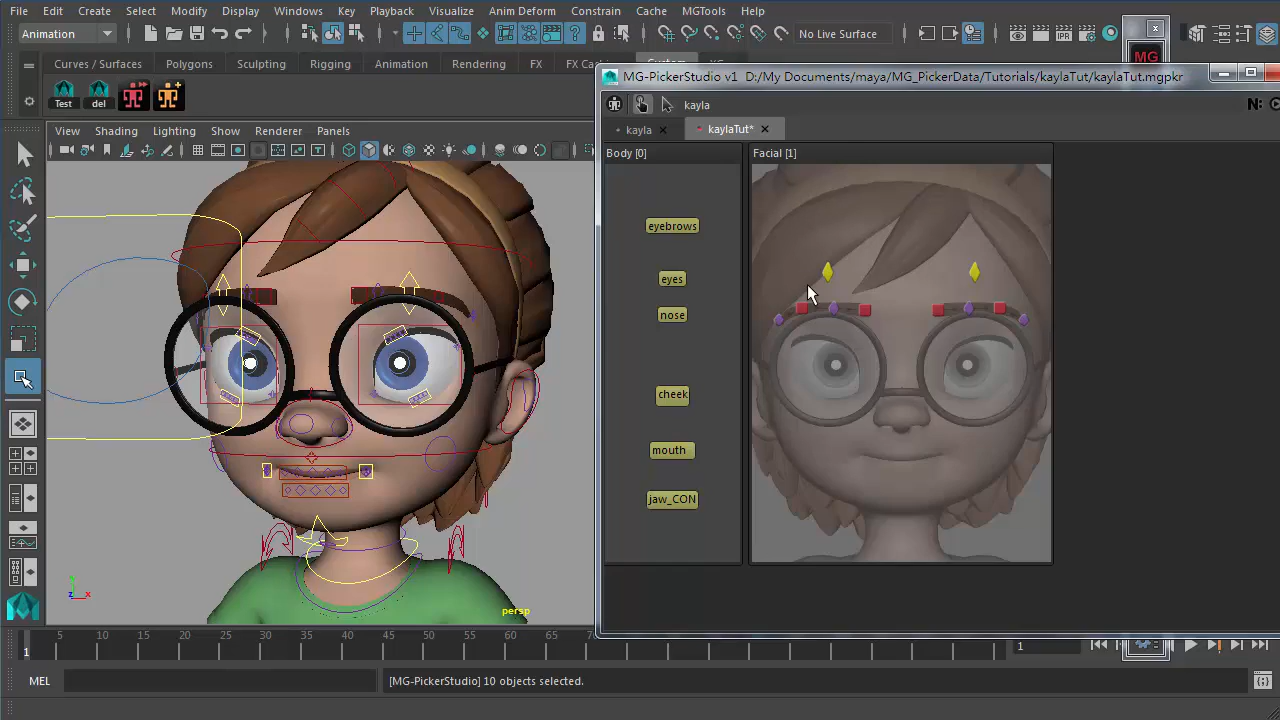 File Edit Create Select Modify Display Windows Key Playback Visualize Anim Deform Constrain Cache MGTools Help
Animation
No Live Surface
MG
Curves / Surfaces Polygons Sculpting Rigging Animation Rendering FX FX Custom
Test del
MG-PickerStudio v1 D:/My Documents/maya/MG_PickerData/Tutorials/kaylaTut/kaylaTut.mgpkr
kayla N:
kayla kaylaTut*
View Shading Lighting Show Renderer Panels
Body [0] Facial [1]
eyebrows
eyes
nose
cheek
mouth
jaw_CON
y
z x
persp
5 10 15 20 25 30 35 40 45 50 55 60 65
1
1
MEL [MG-PickerStudio] 10 objects selected.